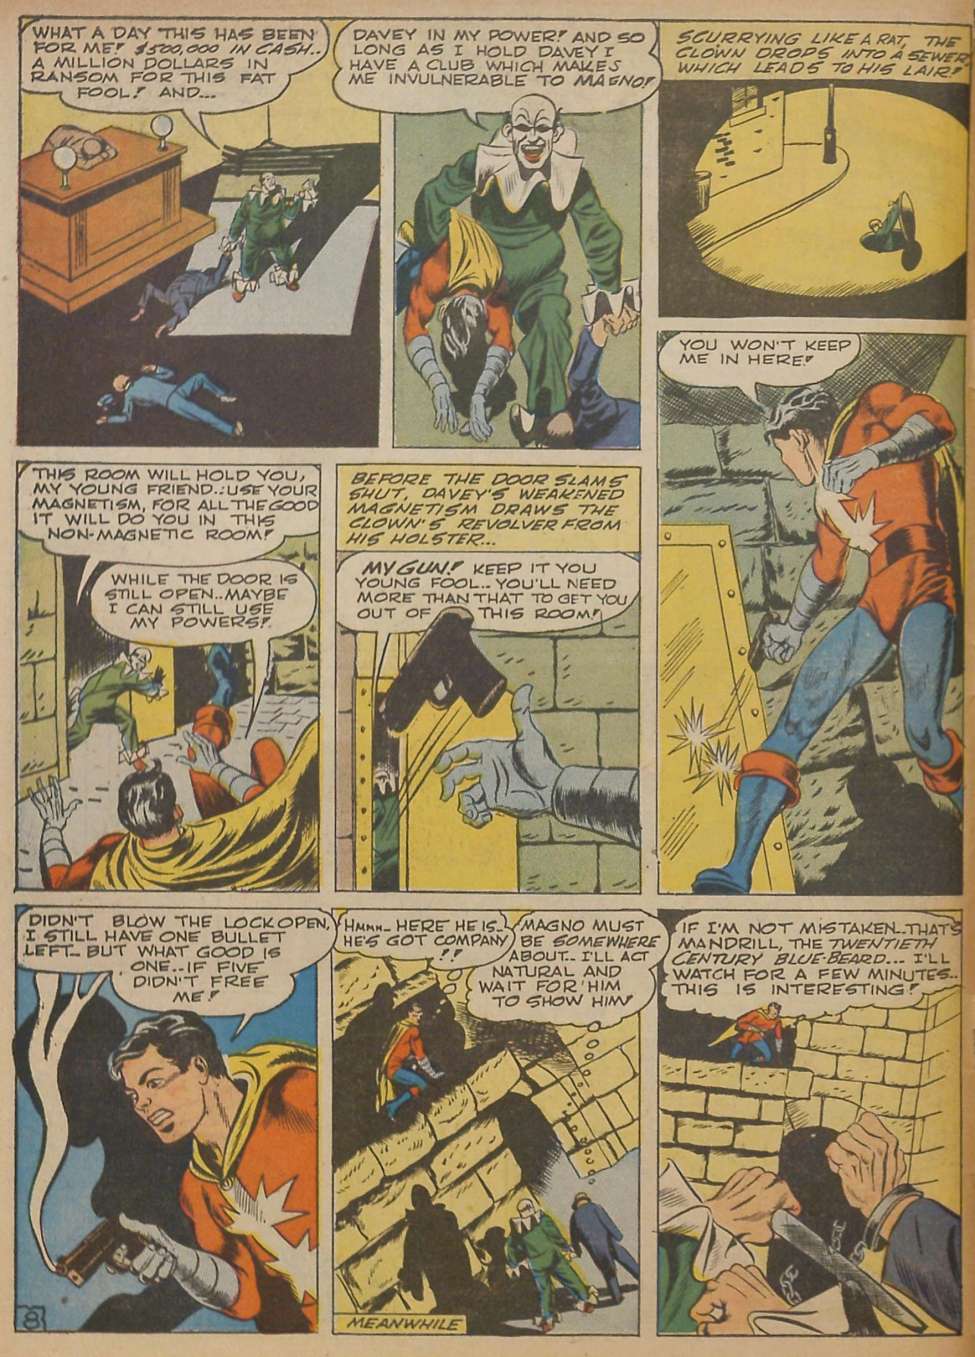 WHAT A DAY THIS HAS BEEN
FOR ME! $500,000 IN CASH..
A MILLION DOLLARS IN
RANSOM FOR THIS FAT
FOOL! AND...
DAVEY IN MY POWER! AND SO
LONG AS I HOLD DAVEY I
HAVE A CLUB WHICH MAKES
ME INVULNERABLE TO MAGNO!
SCURRYING LIKE A RAT, THE
CLOWN DROPS INTO A SEWER
WHICH LEADS TO HIS LAIR!
THIS ROOM WILL HOLD YOU,
MY YOUNG FRIEND..USE YOUR
MAGNETISM, FOR ALL THE GOOD
IT WILL DO YOU IN THIS
NON-MAGNETIC ROOM!
WHILE THE DOOR IS
STILL OPEN..MAYBE
I CAN STILL USE
MY POWERS!
BEFORE THE DOOR SLAMS
SHUT, DAVEY'S WEAKENED
MAGNETISM DRAWS THE
CLOWN'S REVOLVER FROM
HIS HOLSTER...
MY GUN! KEEP IT YOU
YOUNG FOOL.. YOU'LL NEED
MORE THAN THAT TO GET YOU
OUT OF THIS ROOM!
YOU WON'T KEEP
ME IN HERE!
DIDN'T BLOW THE LOCK OPEN,
I STILL HAVE ONE BULLET
LEFT.. BUT WHAT GOOD IS
ONE..IF FIVE
DIDN'T FREE
ME!
HMMM.. HERE HE IS..
HE'S GOT COMPANY
!!
MAGNO MUST
BE SOMEWHERE
ABOUT.. I'LL ACT
NATURAL AND
WAIT FOR HIM
TO SHOW HIM!
MEANWHILE
IF I'M NOT MISTAKEN..THAT'S
MANDRILL, THE TWENTIETH
CENTURY BLUE-BEARD... I'LL
WATCH FOR A FEW MINUTES..
THIS IS INTERESTING!
8